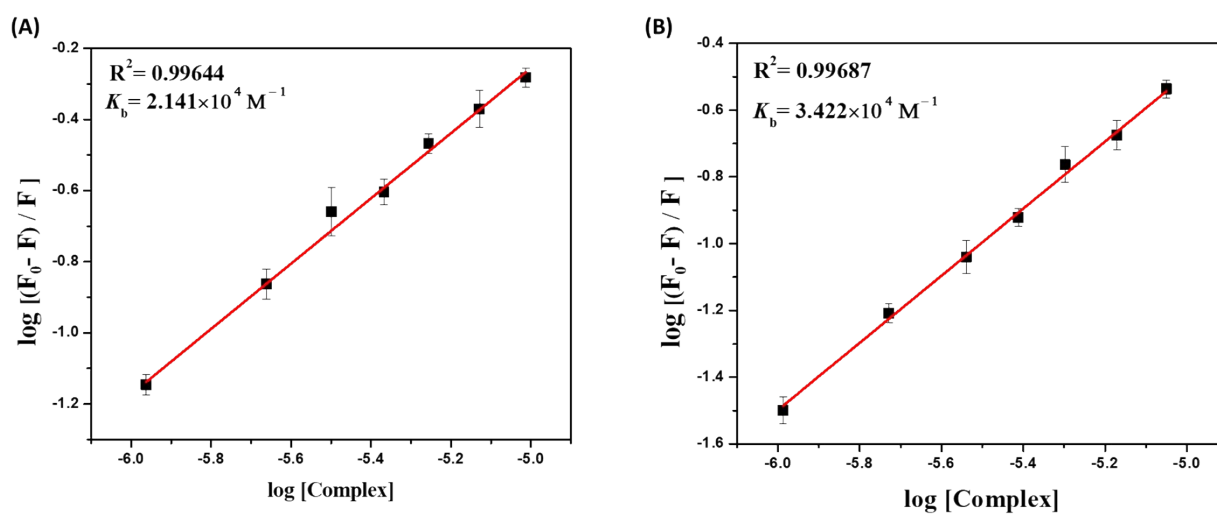 (A)
R²= 0.99644
K_b= 2.141×10⁴ M⁻¹
log [(F₀- F) / F ]
-0.2
-0.4
-0.6
-0.8
-1.0
-1.2
-6.0 -5.8 -5.6 -5.4 -5.2 -5.0
log [Complex]
(B)
R²= 0.99687
K_b= 3.422×10⁴ M⁻¹
log [(F₀- F) / F ]
-0.4
-0.6
-0.8
-1.0
-1.2
-1.4
-1.6
-6.0 -5.8 -5.6 -5.4 -5.2 -5.0
log [Complex]